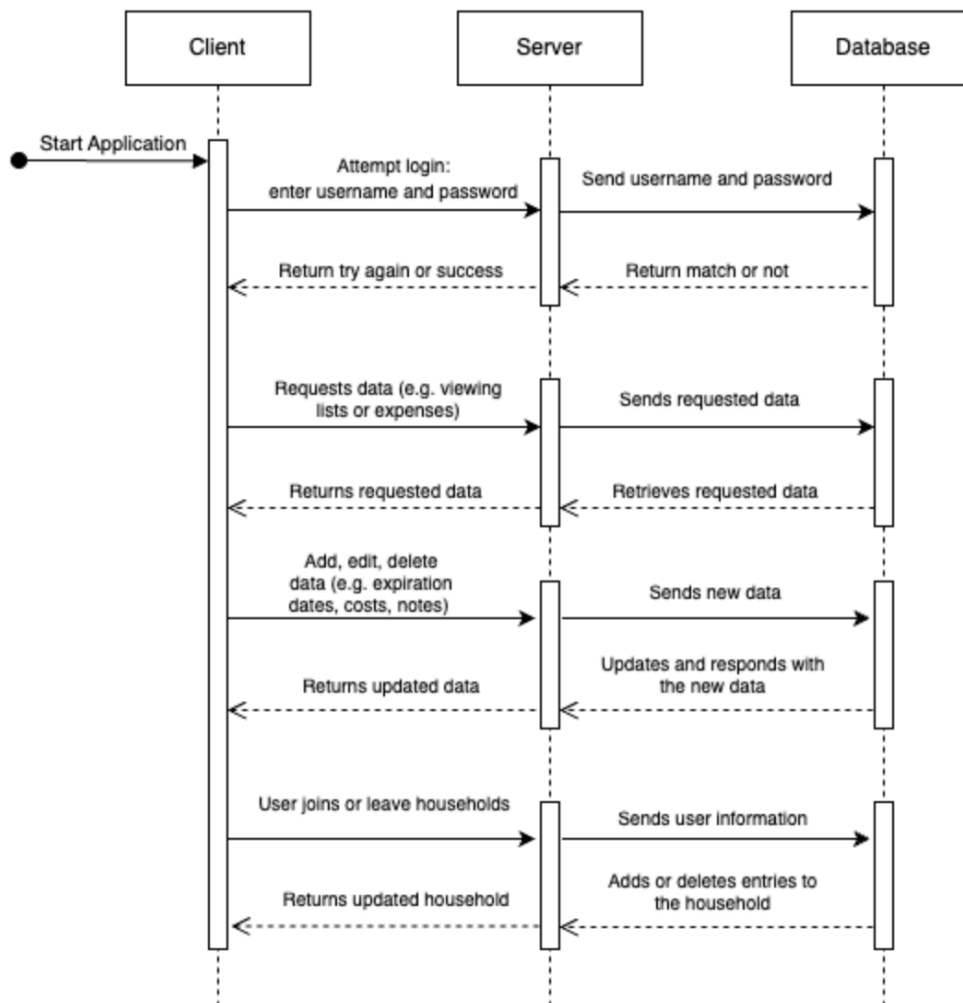 Client
Server
Database
Start Application
Attempt login:
enter username and password
Send username and password
Return try again or success
Return match or not
Requests data (e.g. viewing
lists or expenses)
Sends requested data
Returns requested data
Retrieves requested data
Add, edit, delete
data (e.g. expiration
dates, costs, notes)
Sends new data
Returns updated data
Updates and responds with
the new data
User joins or leave households
Sends user information
Returns updated household
Adds or deletes entries to
the household